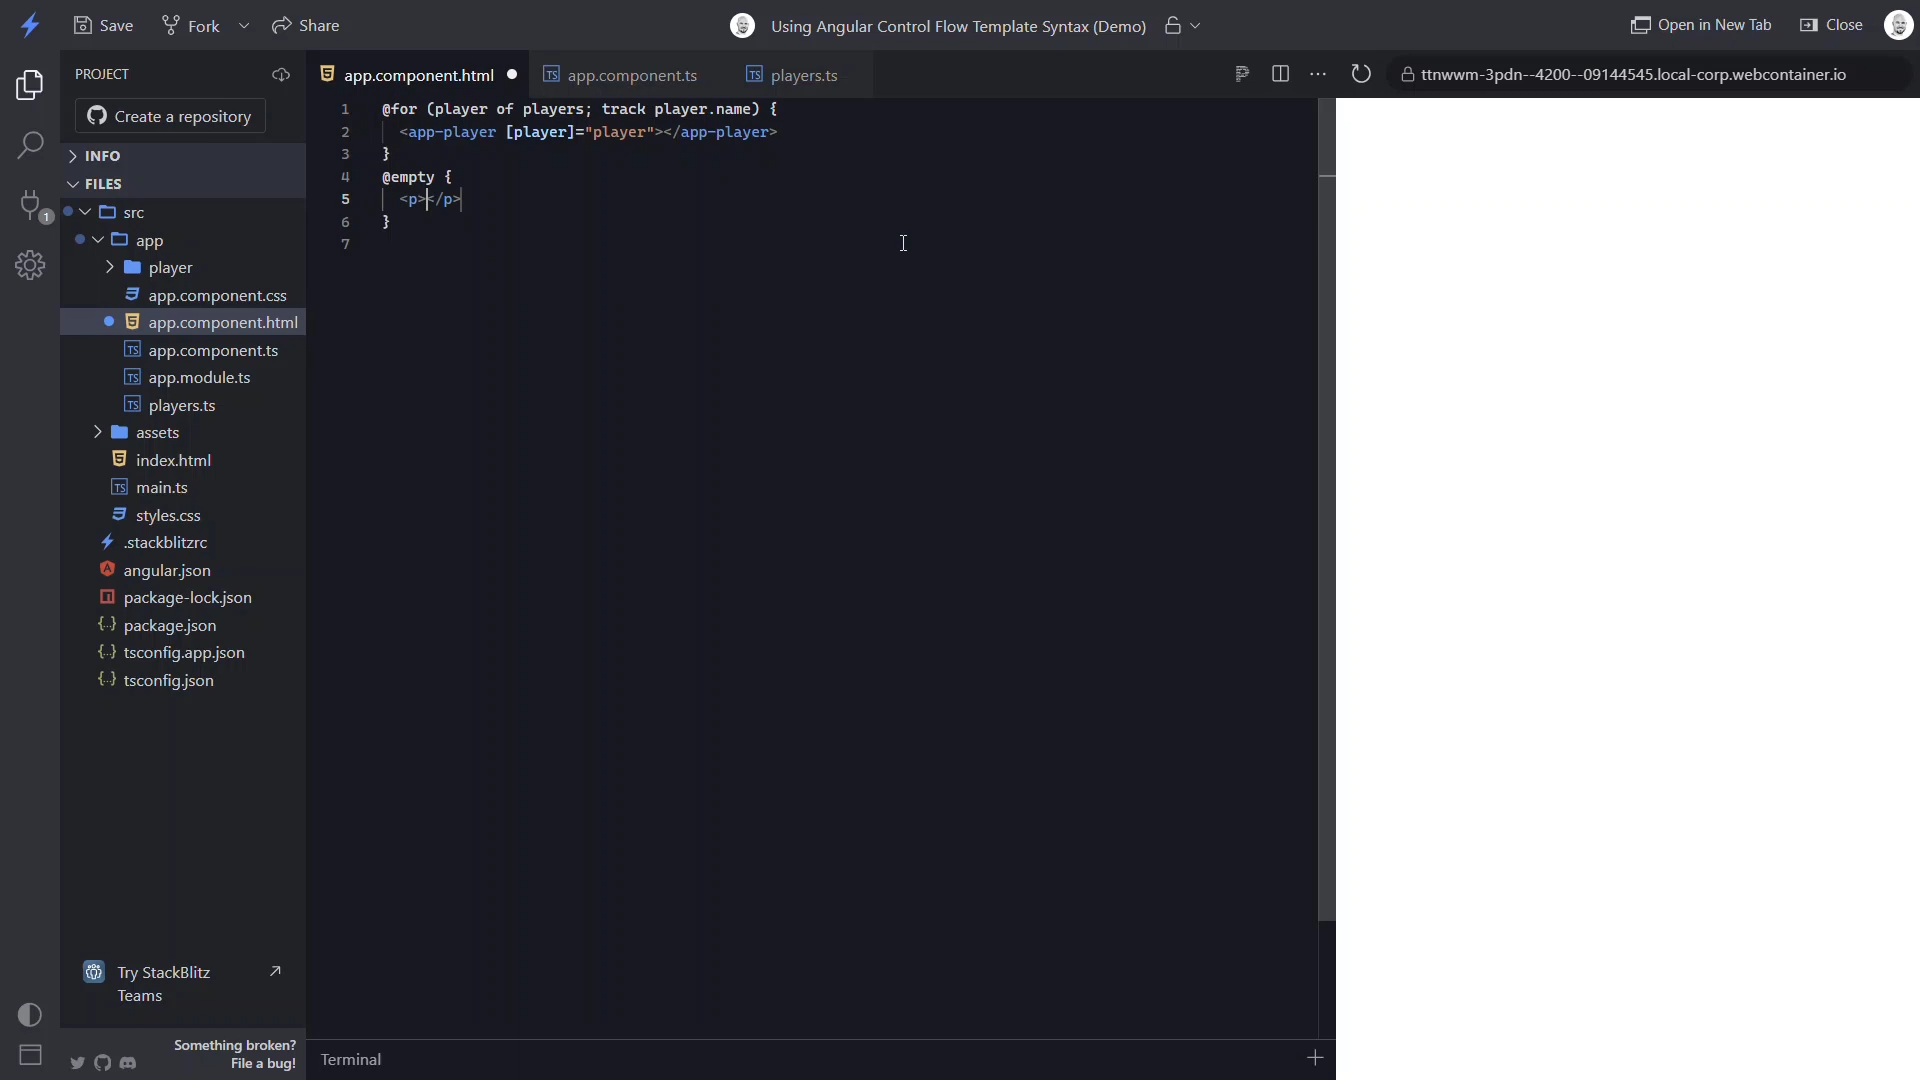 Save Fork Share Using Angular Control Flow Template Syntax (Demo) Open in New Tab Close
PROJECT
Create a repository
INFO
FILES
src
app
player
app.component.css
app.component.html
app.component.ts
app.module.ts
players.ts
assets
index.html
main.ts
styles.css
.stackblitzrc
angular.json
package-lock.json
package.json
tsconfig.app.json
tsconfig.json
Try StackBlitz
Teams
Something broken?
File a bug!
1
app.component.html app.component.ts players.ts
1 @for (player of players; track player.name) {
2 <app-player [player]="player"></app-player>
3 }
4 @empty {
5 <p></p>
6 }
7
Terminal
ttnwwm-3pdn--4200--09144545.local-corp.webcontainer.io